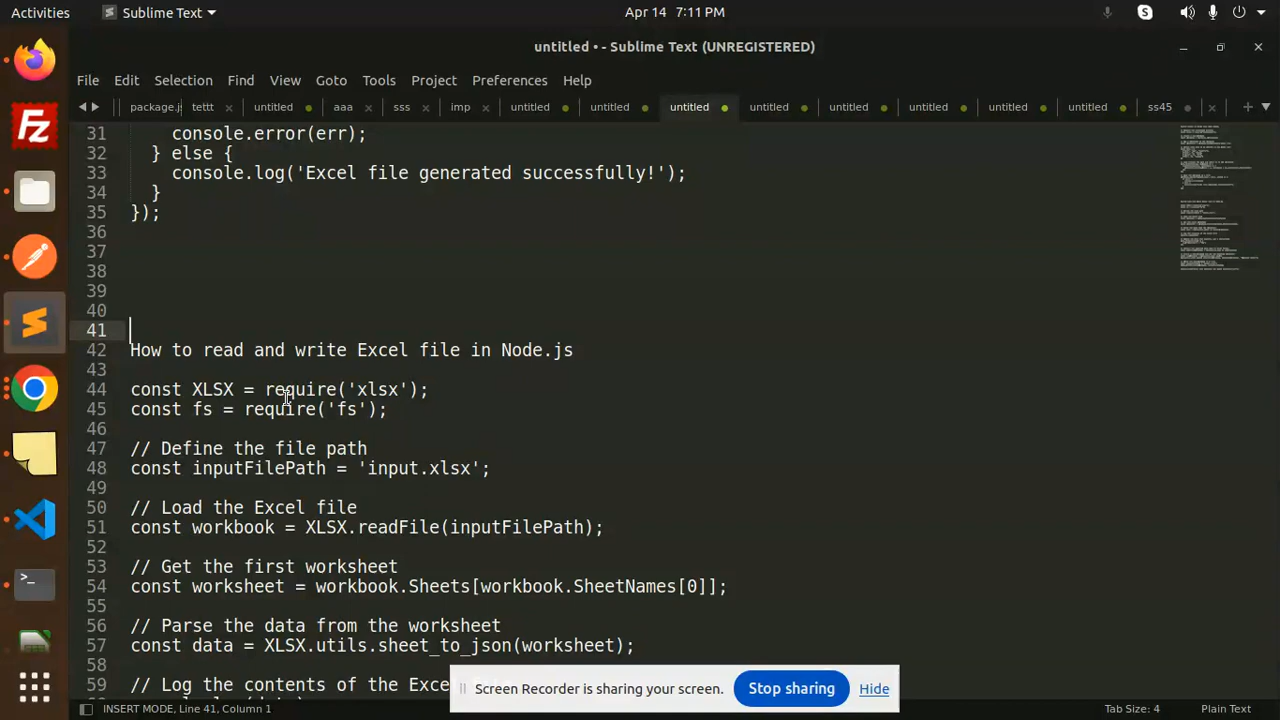 Activities Sublime Text Apr 14 7:11 PM
untitled • - Sublime Text (UNREGISTERED)
File Edit Selection Find View Goto Tools Project Preferences Help
package.j tettt untitled aaa sss imp untitled untitled untitled untitled untitled untitled untitled untitled ss45
31 console.error(err);
32 } else {
33 console.log('Excel file generated successfully!');
34 }
35 });
36
37
38
39
40
41
42 How to read and write Excel file in Node.js
43
44 const XLSX = require('xlsx');
45 const fs = require('fs');
46
47 // Define the file path
48 const inputFilePath = 'input.xlsx';
49
50 // Load the Excel file
51 const workbook = XLSX.readFile(inputFilePath);
52
53 // Get the first worksheet
54 const worksheet = workbook.Sheets[workbook.SheetNames[0]];
55
56 // Parse the data from the worksheet
57 const data = XLSX.utils.sheet_to_json(worksheet);
58
59 // Log the contents of the Exce
Screen Recorder is sharing your screen. Stop sharing Hide
INSERT MODE, Line 41, Column 1 Tab Size: 4 Plain Text